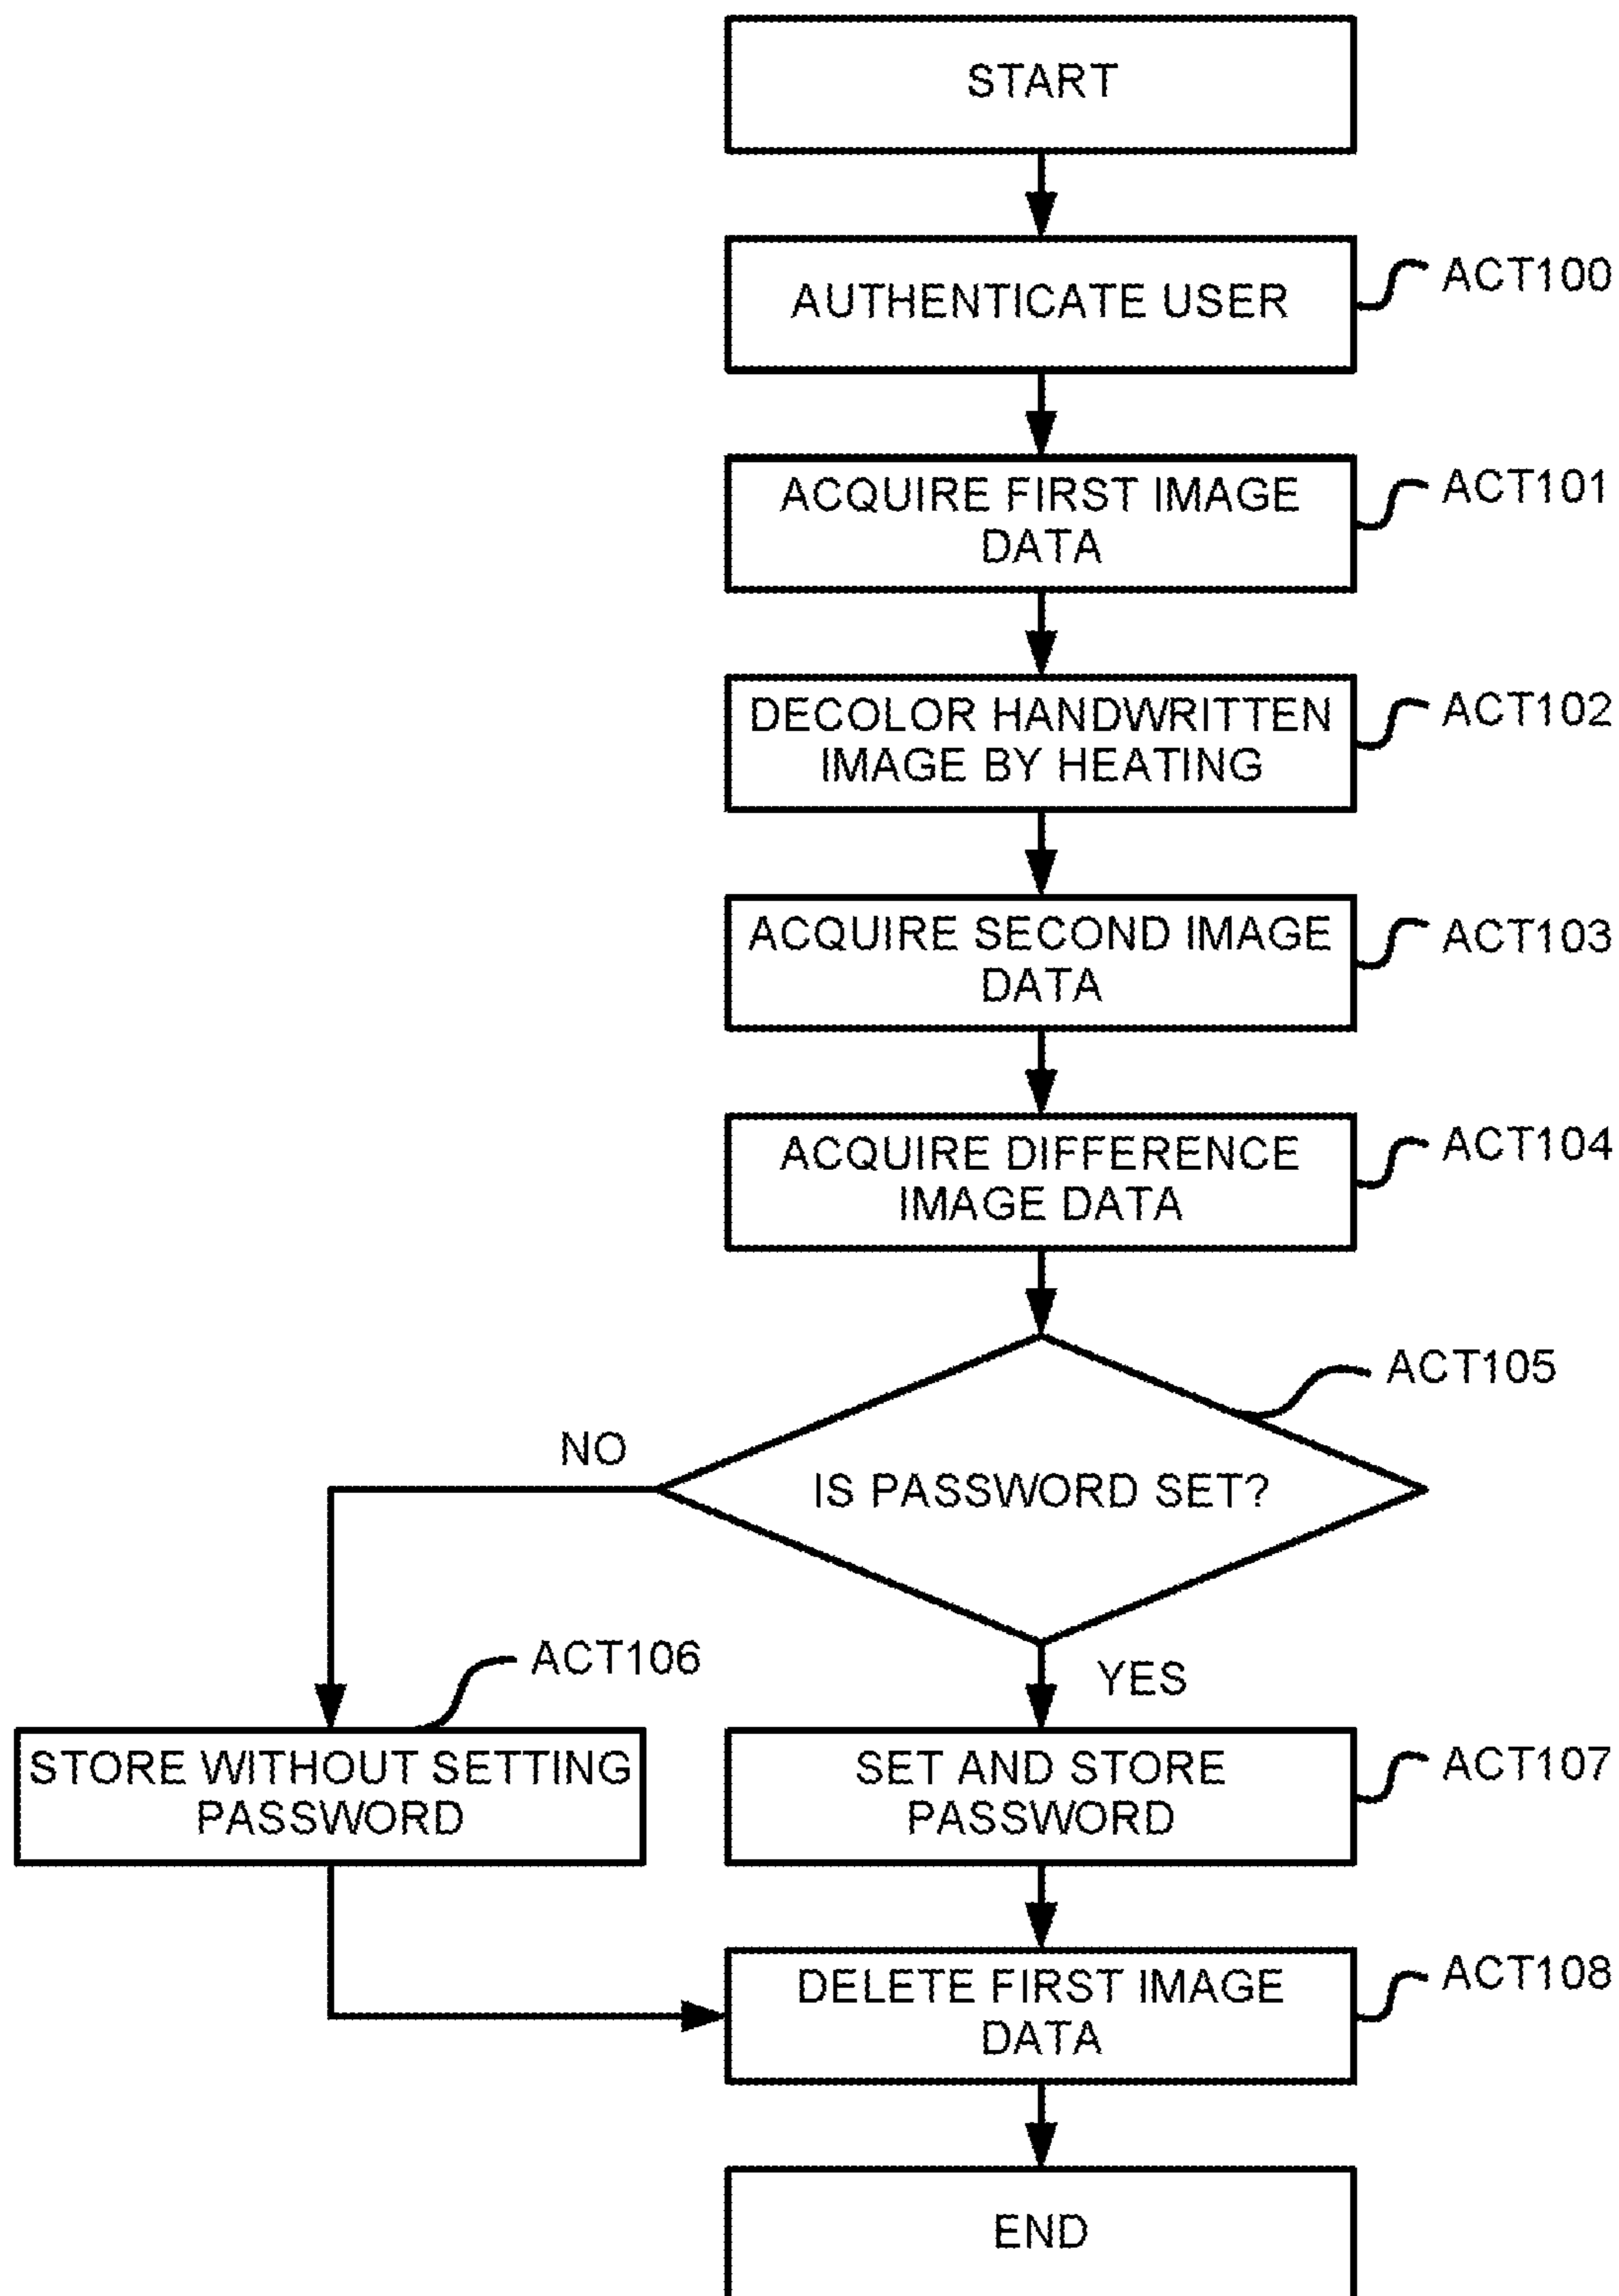 START
AUTHENTICATE USER
ACT100
ACQUIRE FIRST IMAGE
DATA
ACT101
DECOLOR HANDWRITTEN
IMAGE BY HEATING
ACT102
ACQUIRE SECOND IMAGE
DATA
ACT103
ACQUIRE DIFFERENCE
IMAGE DATA
ACT104
IS PASSWORD SET?
ACT105
NO
YES
ACT106
STORE WITHOUT SETTING
PASSWORD
SET AND STORE
PASSWORD
ACT107
DELETE FIRST IMAGE
DATA
ACT108
END